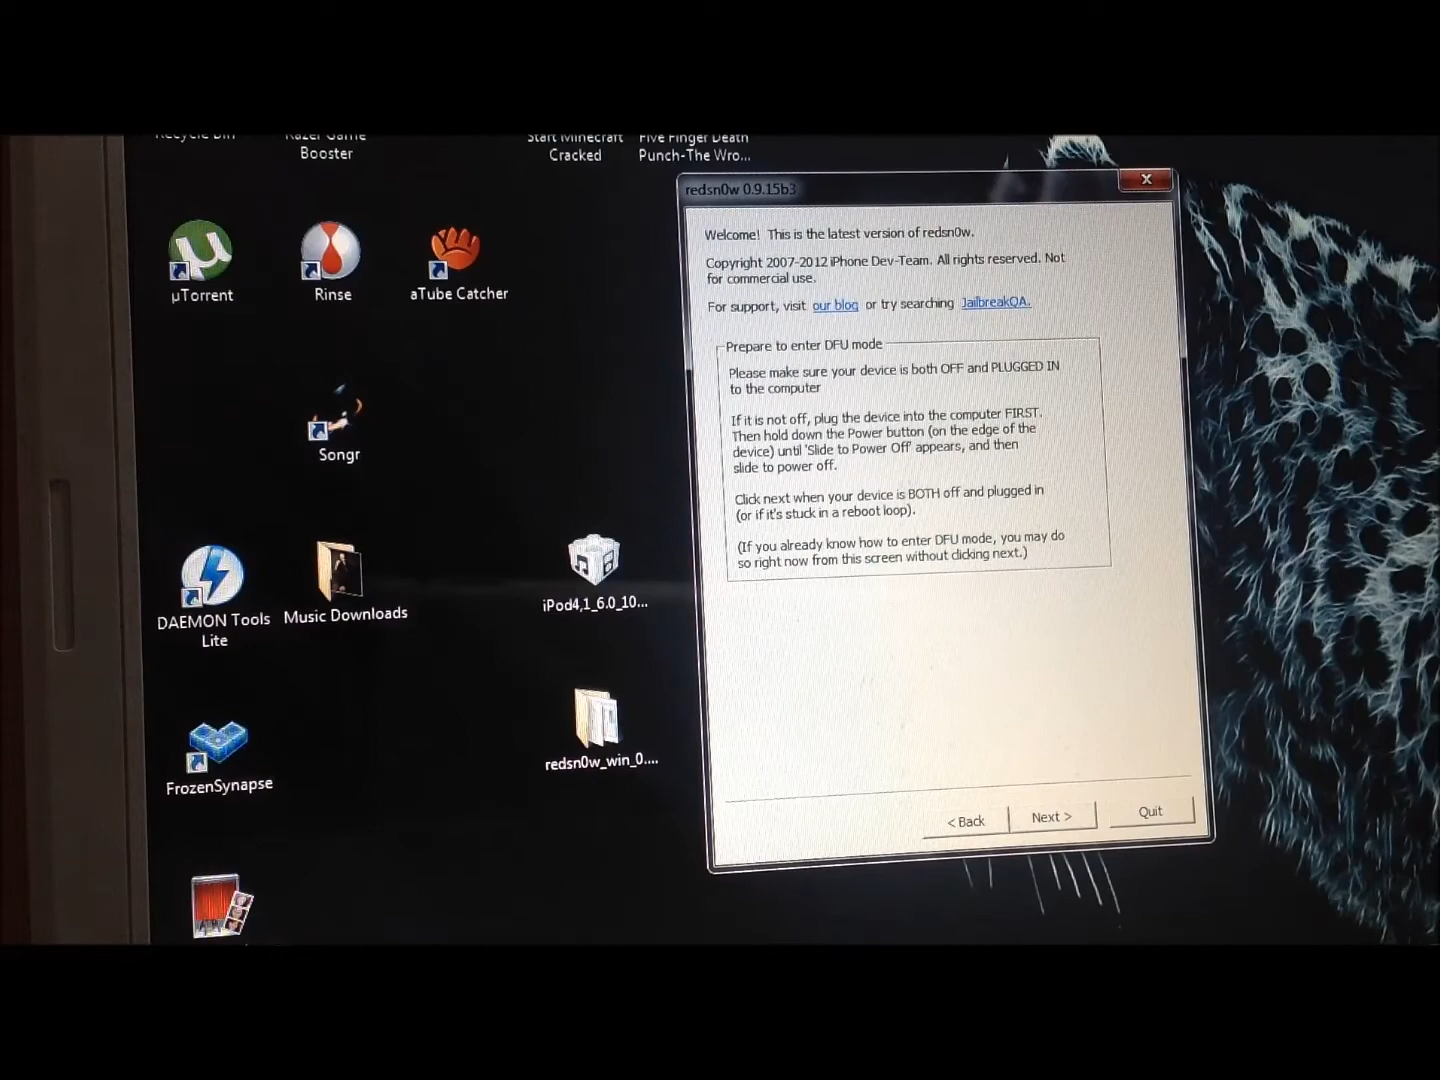 Recycle Bin
Razer Game
Booster
Start Minecraft
Cracked
Five Finger Death
Punch-The Wro...
µTorrent
Rinse
aTube Catcher
Songr
DAEMON Tools
Lite
Music Downloads
iPod4,1_6.0_10...
FrozenSynapse
redsn0w_win_0....
redsn0w 0.9.15b3
Welcome! This is the latest version of redsn0w.
Copyright 2007-2012 iPhone Dev-Team. All rights reserved. Not
for commercial use.
For support, visit our blog or try searching JailbreakQA.
Prepare to enter DFU mode
Please make sure your device is both OFF and PLUGGED IN
to the computer
If it is not off, plug the device into the computer FIRST.
Then hold down the Power button (on the edge of the
device) until 'Slide to Power Off' appears, and then
slide to power off.
Click next when your device is BOTH off and plugged in
(or if it's stuck in a reboot loop).
(If you already know how to enter DFU mode, you may do
so right now from this screen without clicking next.)
< Back
Next >
Quit